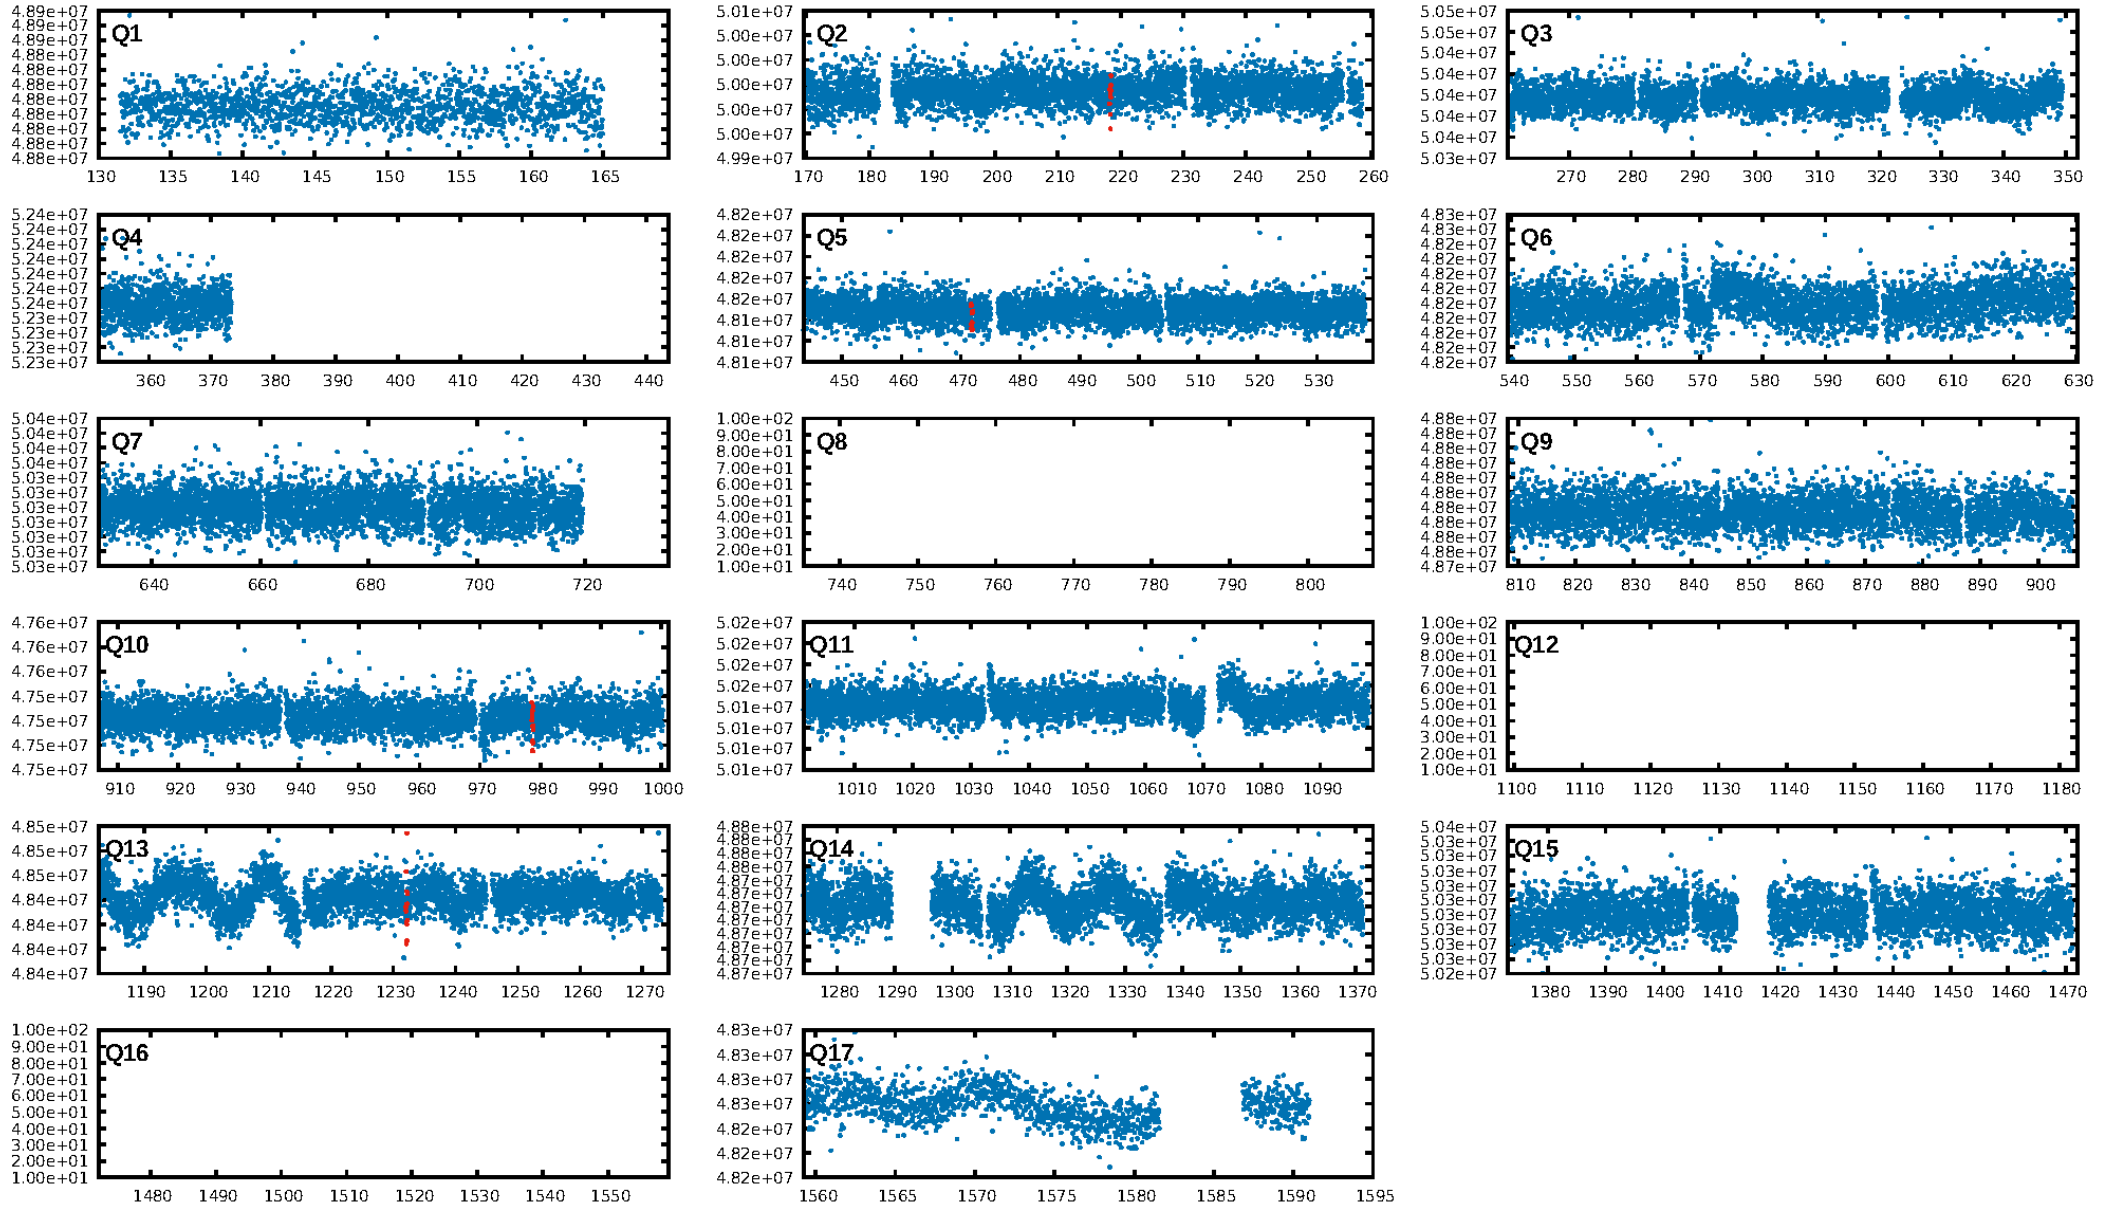 Q1
4.89e+07
4.89e+07
4.89e+07
4.88e+07
4.88e+07
4.88e+07
4.88e+07
4.88e+07
4.88e+07
4.88e+07
4.88e+07
130 135 140 145 150 155 160 165
Q2
5.01e+07
5.00e+07
5.00e+07
5.00e+07
5.00e+07
5.00e+07
4.99e+07
170 180 190 200 210 220 230 240 250 260
Q3
5.05e+07
5.05e+07
5.04e+07
5.04e+07
5.04e+07
5.04e+07
5.04e+07
5.03e+07
270 280 290 300 310 320 330 340 350
Q4
5.24e+07
5.24e+07
5.24e+07
5.24e+07
5.24e+07
5.24e+07
5.24e+07
5.23e+07
5.23e+07
5.23e+07
5.23e+07
360 370 380 390 400 410 420 430 440
Q5
4.82e+07
4.82e+07
4.82e+07
4.82e+07
4.82e+07
4.81e+07
4.81e+07
4.81e+07
450 460 470 480 490 500 510 520 530
Q6
4.83e+07
4.83e+07
4.82e+07
4.82e+07
4.82e+07
4.82e+07
4.82e+07
4.82e+07
4.82e+07
4.82e+07
4.82e+07
540 550 560 570 580 590 600 610 620 630
Q7
5.04e+07
5.04e+07
5.04e+07
5.04e+07
5.03e+07
5.03e+07
5.03e+07
5.03e+07
5.03e+07
5.03e+07
5.03e+07
640 660 680 700 720
Q8
1.00e+02
9.00e+01
8.00e+01
7.00e+01
6.00e+01
5.00e+01
4.00e+01
3.00e+01
2.00e+01
1.00e+01
740 750 760 770 780 790 800
Q9
4.88e+07
4.88e+07
4.88e+07
4.88e+07
4.88e+07
4.88e+07
4.88e+07
4.88e+07
4.88e+07
4.88e+07
4.87e+07
810 820 830 840 850 860 870 880 890 900
Q10
4.76e+07
4.76e+07
4.76e+07
4.75e+07
4.75e+07
4.75e+07
4.75e+07
910 920 930 940 950 960 970 980 990 1000
Q11
5.02e+07
5.02e+07
5.02e+07
5.02e+07
5.01e+07
5.01e+07
5.01e+07
5.01e+07
1010 1020 1030 1040 1050 1060 1070 1080 1090
Q12
1.00e+02
9.00e+01
8.00e+01
7.00e+01
6.00e+01
5.00e+01
4.00e+01
3.00e+01
2.00e+01
1.00e+01
1100 1110 1120 1130 1140 1150 1160 1170 1180
Q13
4.85e+07
4.85e+07
4.85e+07
4.84e+07
4.84e+07
4.84e+07
4.84e+07
1190 1200 1210 1220 1230 1240 1250 1260 1270
Q14
4.88e+07
4.88e+07
4.88e+07
4.87e+07
4.87e+07
4.87e+07
4.87e+07
4.87e+07
4.87e+07
4.87e+07
4.87e+07
4.87e+07
1280 1290 1300 1310 1320 1330 1340 1350 1360 1370
Q15
5.04e+07
5.03e+07
5.03e+07
5.03e+07
5.03e+07
5.03e+07
5.03e+07
5.03e+07
5.03e+07
5.03e+07
5.02e+07
1380 1390 1400 1410 1420 1430 1440 1450 1460 1470
Q16
1.00e+02
9.00e+01
8.00e+01
7.00e+01
6.00e+01
5.00e+01
4.00e+01
3.00e+01
2.00e+01
1.00e+01
1480 1490 1500 1510 1520 1530 1540 1550
Q17
4.83e+07
4.83e+07
4.83e+07
4.83e+07
4.82e+07
4.82e+07
4.82e+07
1560 1565 1570 1575 1580 1585 1590 1595